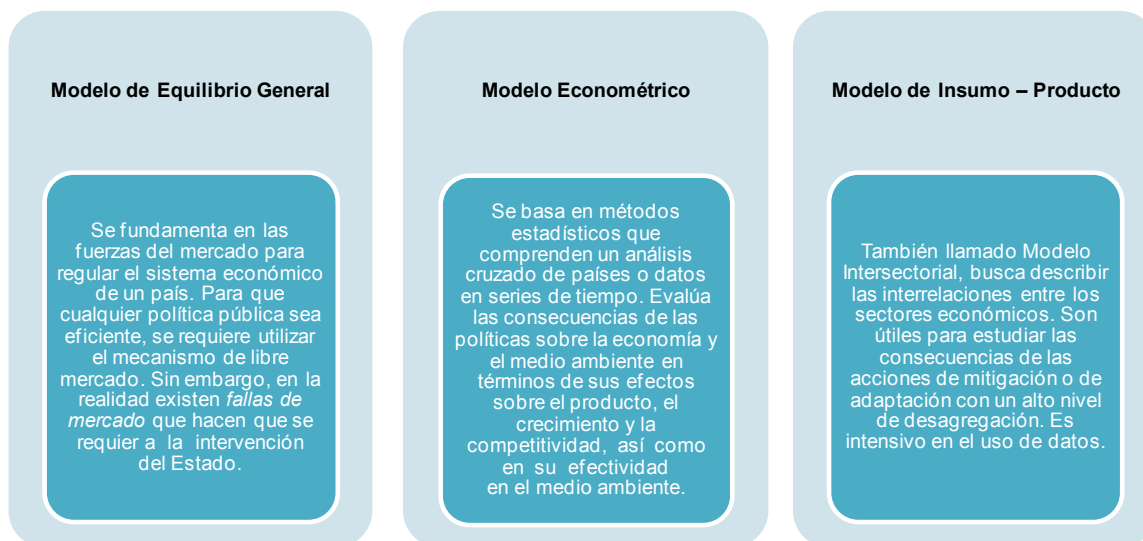 Modelo de Equilibrio General
Se fundamenta en las
fuerzas del mercado para
regular el sistema económico
de un país. Para que
cualquier política pública sea
eficiente, se requiere utilizar
el mecanismo de libre
mercado. Sin embargo, en la
realidad existen fallas de
mercado que hacen que se
requier a la intervención
del Estado.
Modelo Econométrico
Se basa en métodos
estadísticos que
comprenden un análisis
cruzado de países o datos
en series de tiempo. Evalúa
las consecuencias de las
políticas sobre la economía y
el medio ambiente en
términos de sus efectos
sobre el producto, el
crecimiento y la
competitividad, así como
en su efectividad
en el medio ambiente.
Modelo de Insumo – Producto
También llamado Modelo
Intersectorial, busca describir
las interrelaciones entre los
sectores económicos. Son
útiles para estudiar las
consecuencias de las
acciones de mitigación o de
adaptación con un alto nivel
de desagregación. Es
intensivo en el uso de datos.